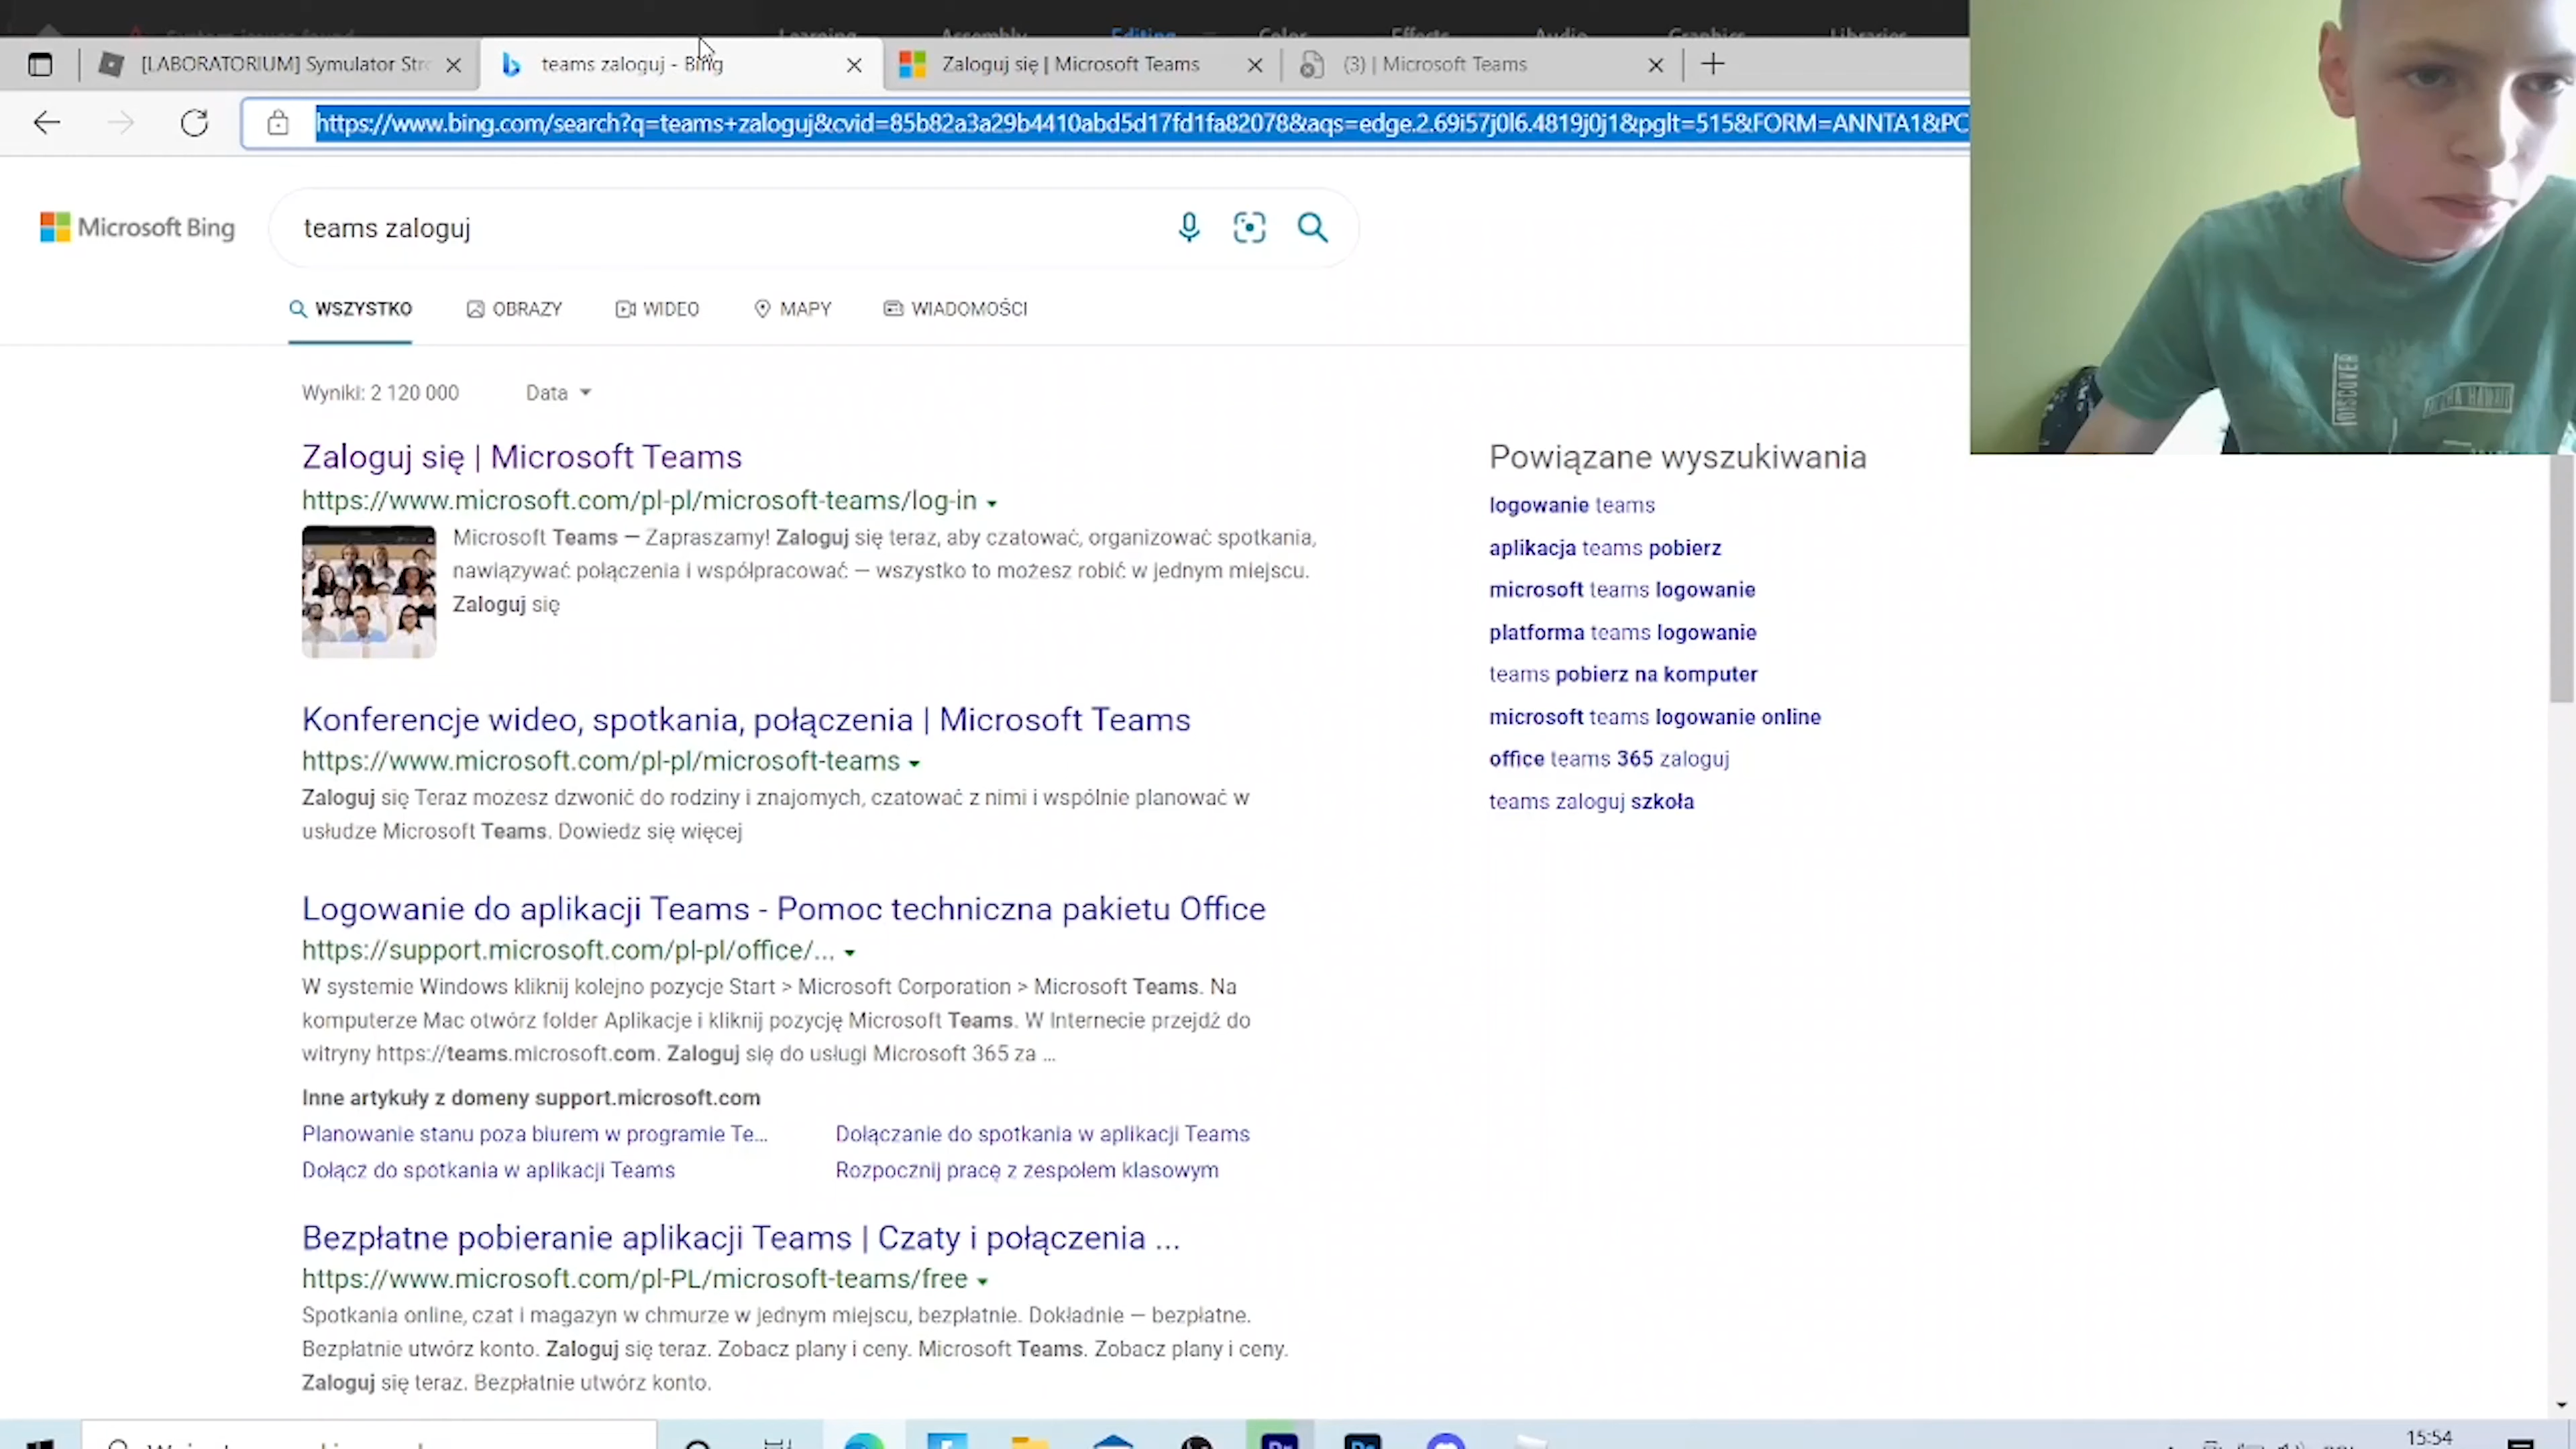 Learning Assembly Editing Color Effects Audio Graphics Libraries
[LABORATORIUM] Symulator Str
teams zaloguj - Bing
Zaloguj się | Microsoft Teams
(3) | Microsoft Teams
https://www.bing.com/search?q=teams+zaloguj&cvid=85b82a3a29b4410abd5d17fd1fa82078&aqs=edge.2.69i57j0l6.4819j0j1&pglt=515&FORM=ANNTA1&PC
Microsoft Bing
teams zaloguj
WSZYSTKO OBRAZY WIDEO MAPY WIADOMOŚCI
Wyniki: 2 120 000 Data
Zaloguj się | Microsoft Teams
https://www.microsoft.com/pl-pl/microsoft-teams/log-in
Microsoft Teams — Zapraszamy! Zaloguj się teraz, aby czatować, organizować spotkania,
nawiązywać połączenia i współpracować — wszystko to możesz robić w jednym miejscu.
Zaloguj się
Konferencje wideo, spotkania, połączenia | Microsoft Teams
https://www.microsoft.com/pl-pl/microsoft-teams
Zaloguj się Teraz możesz dzwonić do rodziny i znajomych, czatować z nimi i wspólnie planować w
usłudze Microsoft Teams. Dowiedz się więcej
Logowanie do aplikacji Teams - Pomoc techniczna pakietu Office
https://support.microsoft.com/pl-pl/office/...
W systemie Windows kliknij kolejno pozycje Start > Microsoft Corporation > Microsoft Teams. Na
komputerze Mac otwórz folder Aplikacje i kliknij pozycję Microsoft Teams. W Internecie przejdź do
witryny https://teams.microsoft.com. Zaloguj się do usługi Microsoft 365 za ...
Inne artykuły z domeny support.microsoft.com
Planowanie stanu poza biurem w programie Te...
Dołączanie do spotkania w aplikacji Teams
Dołącz do spotkania w aplikacji Teams
Rozpocznij pracę z zespołem klasowym
Bezpłatne pobieranie aplikacji Teams | Czaty i połączenia ...
https://www.microsoft.com/pl-PL/microsoft-teams/free
Spotkania online, czat i magazyn w chmurze w jednym miejscu, bezpłatnie. Dokładnie — bezpłatne.
Bezpłatnie utwórz konto. Zaloguj się teraz. Zobacz plany i ceny. Microsoft Teams. Zobacz plany i ceny.
Zaloguj się teraz. Bezpłatnie utwórz konto.
Powiązane wyszukiwania
logowanie teams
aplikacja teams pobierz
microsoft teams logowanie
platforma teams logowanie
teams pobierz na komputer
microsoft teams logowanie online
office teams 365 zaloguj
teams zaloguj szkoła
DISCOVER
HAWAII
15:54